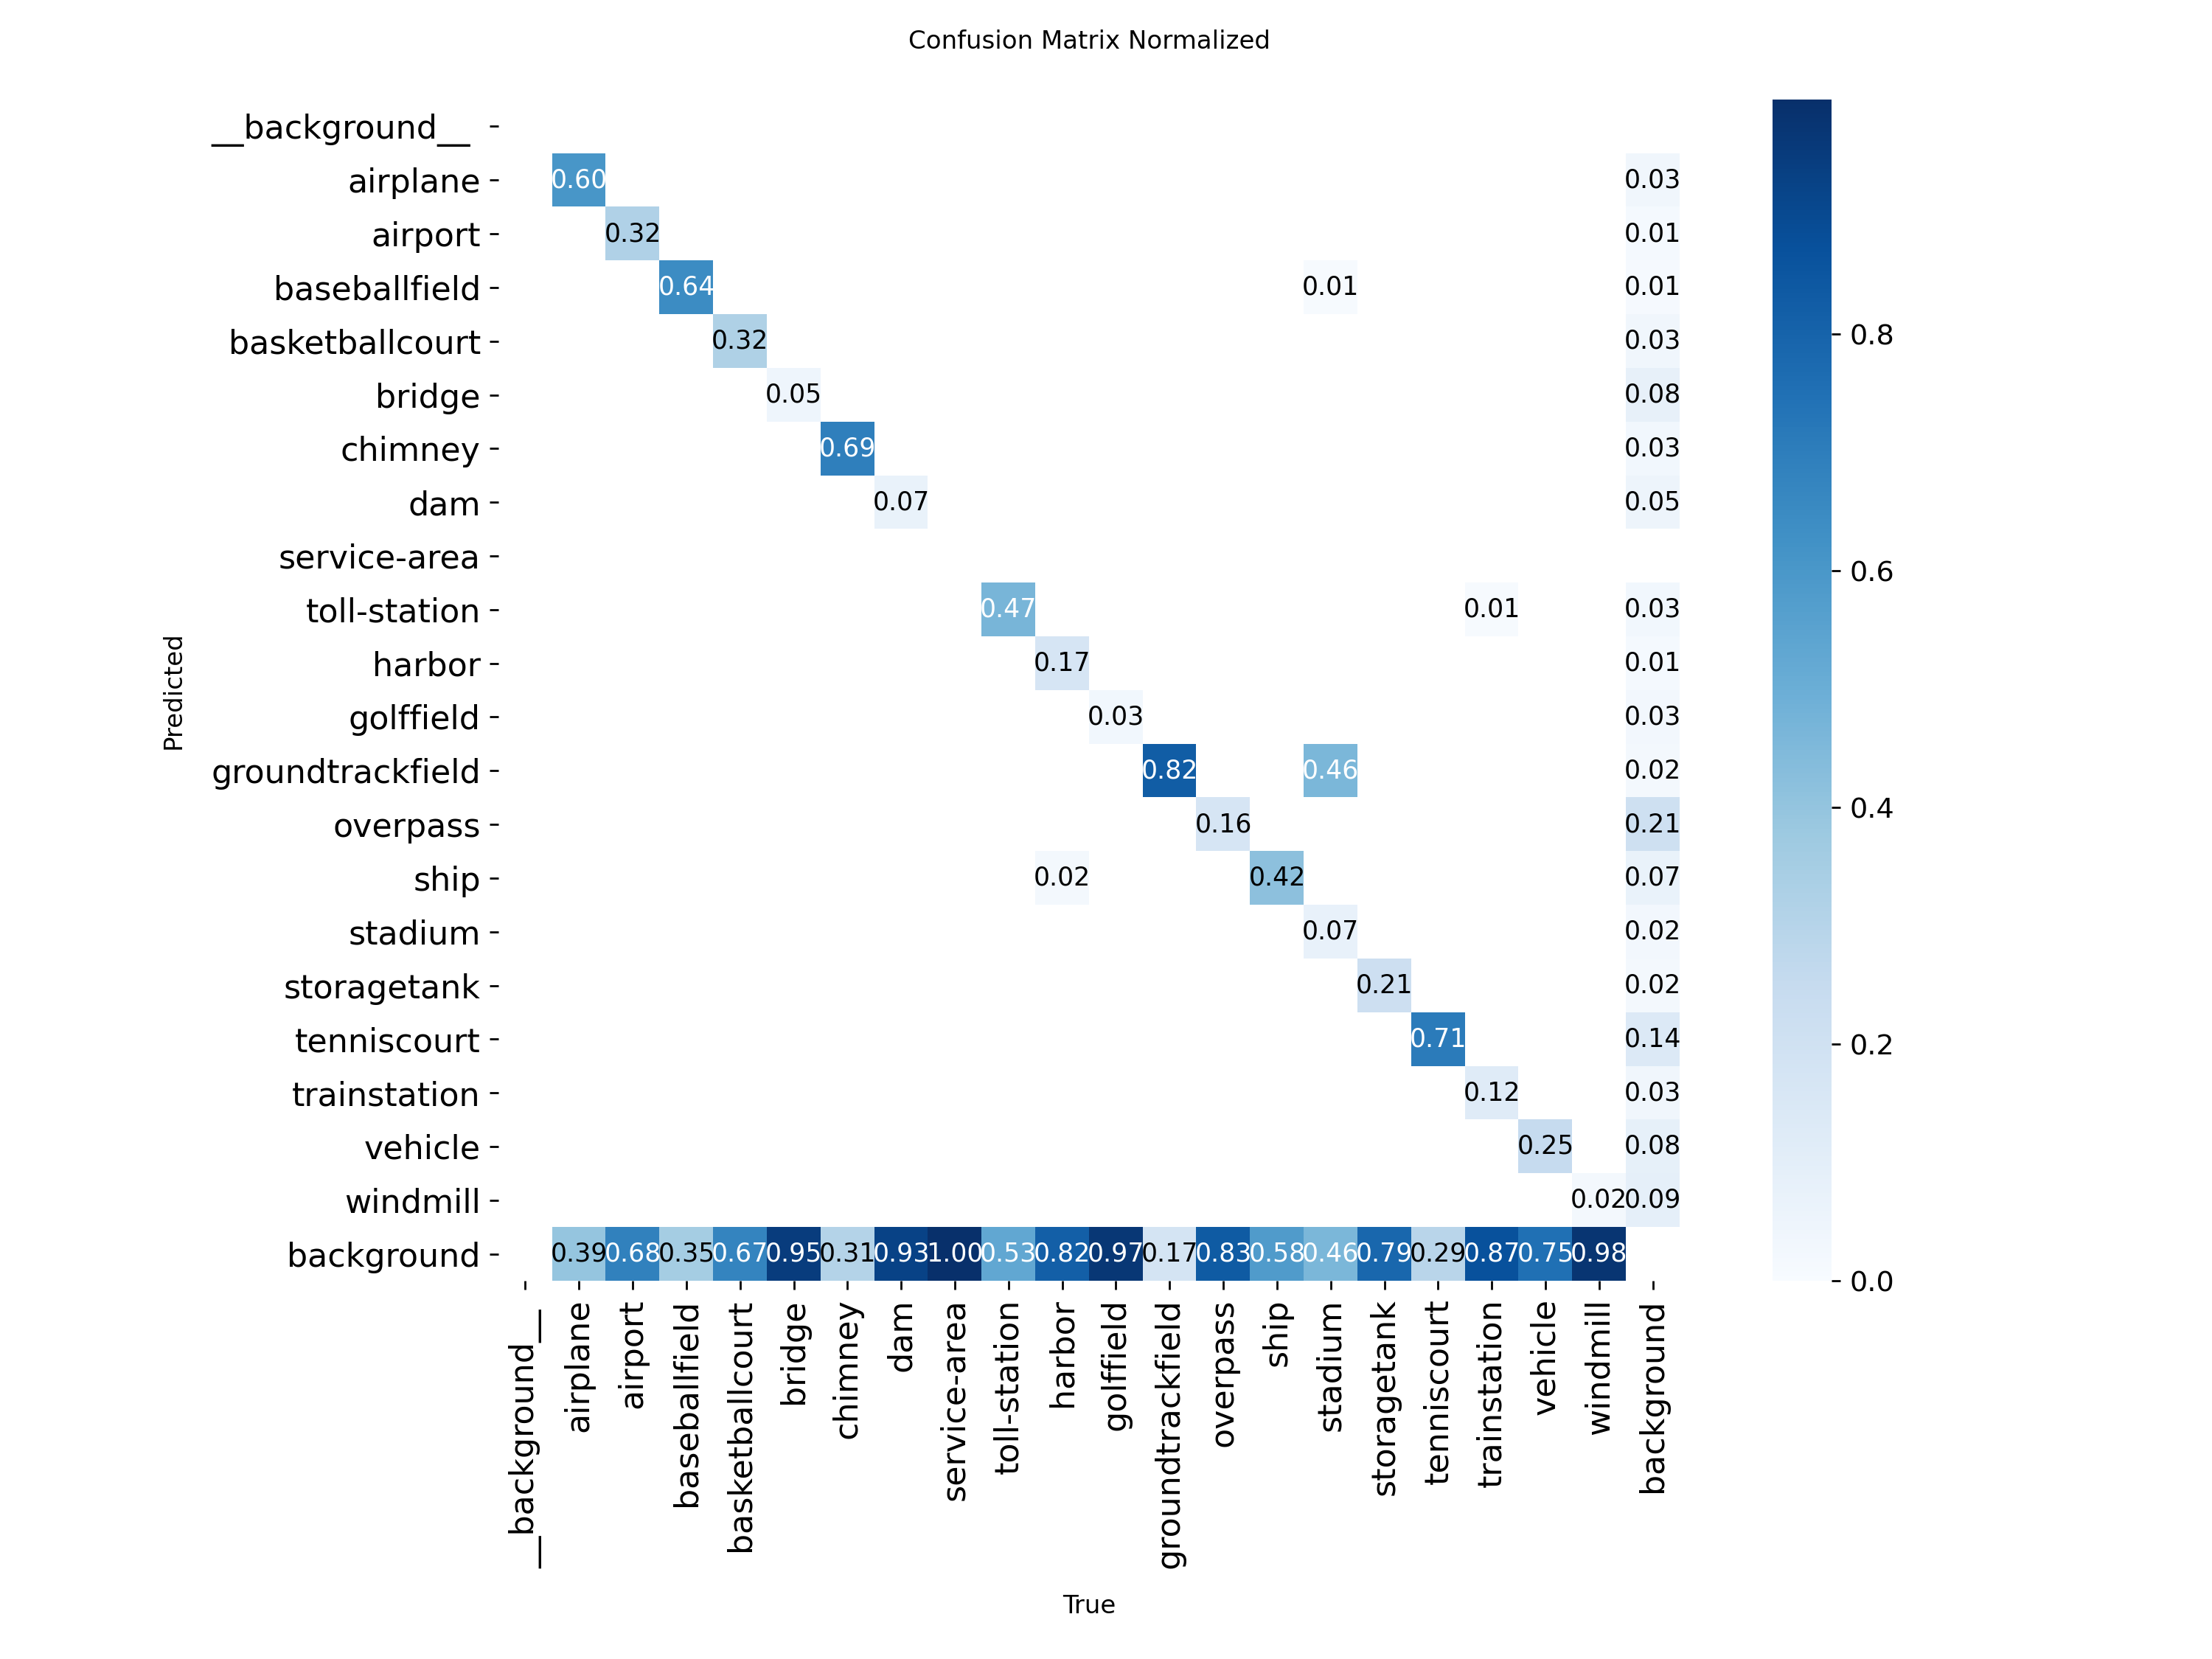 Confusion Matrix Normalized
__background__
airplane 0.60 0.03
airport 0.32 0.01
baseballfield 0.64 0.01 0.01
basketballcourt 0.32 0.03
0.8
bridge 0.05 0.08
chimney 0.69 0.03
dam 0.07 0.05
service-area
0.6
toll-station 0.47 0.01 0.03
harbor 0.17 0.01
Predicted
golffield 0.03 0.03
groundtrackfield 0.82 0.46 0.02
0.4
overpass 0.16 0.21
ship 0.02 0.42 0.07
stadium 0.07 0.02
storagetank 0.21 0.02
tenniscourt 0.71 0.14
0.2
trainstation 0.12 0.03
vehicle 0.25 0.08
windmill 0.02 0.09
background 0.39 0.68 0.35 0.67 0.95 0.31 0.93 1.00 0.53 0.82 0.97 0.17 0.83 0.58 0.46 0.79 0.29 0.87 0.75 0.98
0.0
__background__
airplane
airport
baseballfield
basketballcourt
bridge
chimney
dam
service-area
toll-station
harbor
golffield
groundtrackfield
overpass
ship
stadium
storagetank
tenniscourt
trainstation
vehicle
windmill
background
True